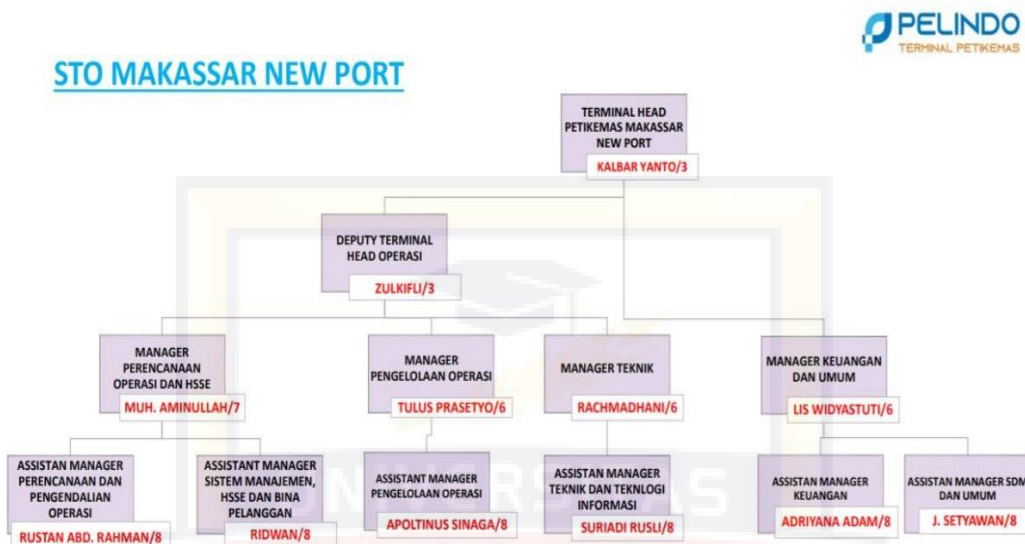 PELINDO
TERMINAL PETIKEMAS
STO MAKASSAR NEW PORT
TERMINAL HEAD
PETIKEMAS MAKASSAR
NEW PORT
KALBAR YANTO/3
DEPUTY TERMINAL
HEAD OPERASI
ZULKIFLI/3
MANAGER
PERENCANAAN
OPERASI DAN HSSE
MUH. AMINULLAH/7
MANAGER
PENGELOLAAN OPERASI
TULUS PRASETYO/6
MANAGER TEKNIK
RACHMADHANI/6
MANAGER KEUANGAN
DAN UMUM
LIS WIDYASTUTI/6
ASSISTAN MANAGER
PERENCANAAN DAN
PENGENDALIAN
OPERASI
RUSTAN ABD. RAHMAN/8
ASSISTANT MANAGER
SISTEM MANAJEMEN,
HSSE DAN BINA
PELANGGAN
RIDWAN/8
ASSISTANT MANAGER
PENGELOLAAN OPERASI
APOLTINUS SINAGA/8
ASSISTAN MANAGER
TEKNIK DAN TEKNLOGI
INFORMASI
SURIADI RUSLI/8
ASSISTAN MANAGER
KEUANGAN
ADRIYANA ADAM/8
ASSISTAN MANAGER SDM
DAN UMUM
J. SETYAWAN/8
UNIVERSITAS